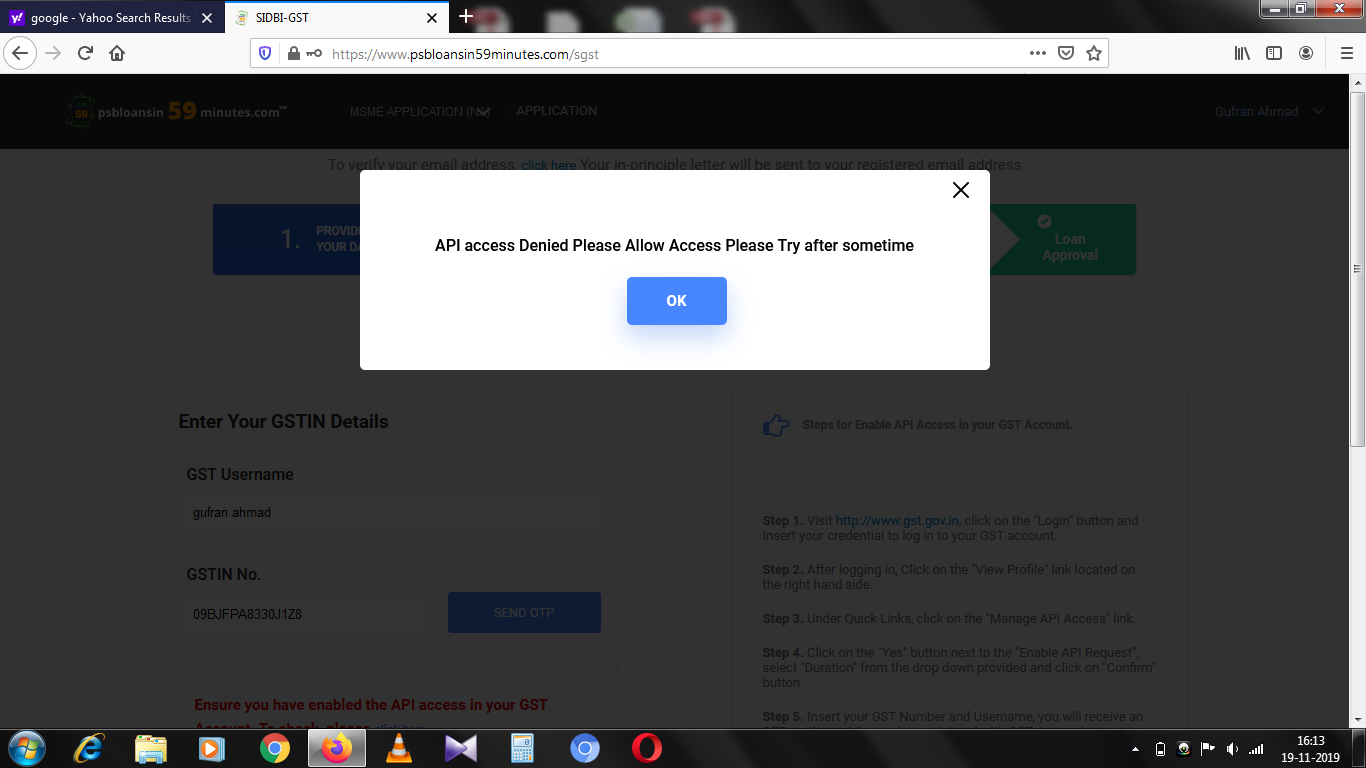 google - Yahoo Search Results
SIDBI-GST
https://www.psbloansin59minutes.com/sgst
59 psbloansin 59 minutes.com™
MSME APPLICATION
APPLICATION
Gufran Ahmad
To verify your email address, click here Your in-principle letter will be sent to your registered email address
1.
YOUR
Loan
Approval
API access Denied Please Allow Access Please Try after sometime
OK
Enter Your GSTIN Details
GST Username
gufran ahmad
GSTIN No.
09BJFPA8330J1Z8
SEND OTP
Ensure you have enabled the API access in your GST
Account. To check, please click here
Steps for Enable API Access in your GST Account.
Step 1. Visit http://www.gst.gov.in, click on the "Login" button and
Insert your credential to log in to your GST account.
Step 2. After logging in, Click on the "View Profile" link located on
the right hand side.
Step 3. Under Quick Links, click on the "Manage API Access" link.
Step 4. Click on the "Yes" button next to the "Enable API Request",
select "Duration" from the drop down provided and click on "Confirm"
button
Step 5. Insert your GST Number and Username, you will receive an
16:13
19-11-2019